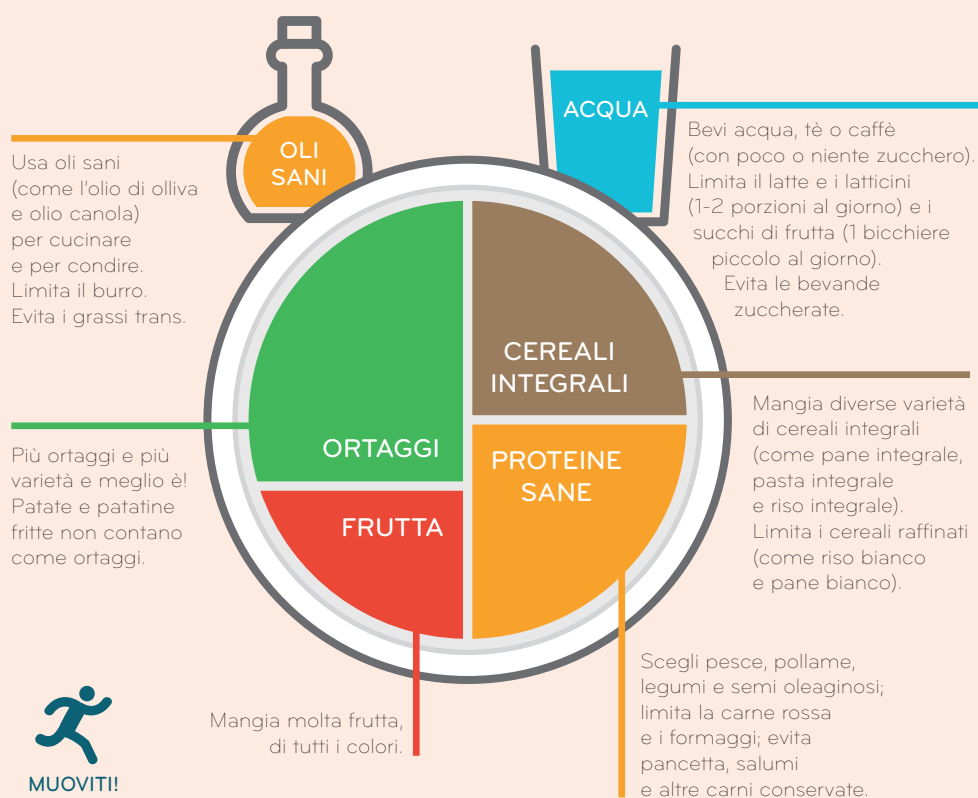 OLI
SANI
ACQUA
Usa oli sani
(come l'olio di olliva
e olio canola)
per cucinare
e per condire.
Limita il burro.
Evita i grassi trans.
Bevi acqua, tè o caffè
(con poco o niente zucchero).
Limita il latte e i latticini
(1-2 porzioni al giorno) e i
succhi di frutta (1 bicchiere
piccolo al giorno).
Evita le bevande
zuccherate.
ORTAGGI
CEREALI
INTEGRALI
FRUTTA
PROTEINE
SANE
Più ortaggi e più
varietà e meglio è!
Patate e patatine
fritte non contano
come ortaggi.
Mangia diverse varietà
di cereali integrali
(come pane integrale,
pasta integrale
e riso integrale).
Limita i cereali raffinati
(come riso bianco
e pane bianco).
Mangia molta frutta,
di tutti i colori.
Scegli pesce, pollame,
legumi e semi oleaginosi;
limita la carne rossa
e i formaggi; evita
pancetta, salumi
e altre carni conservate.
MUOVITI!